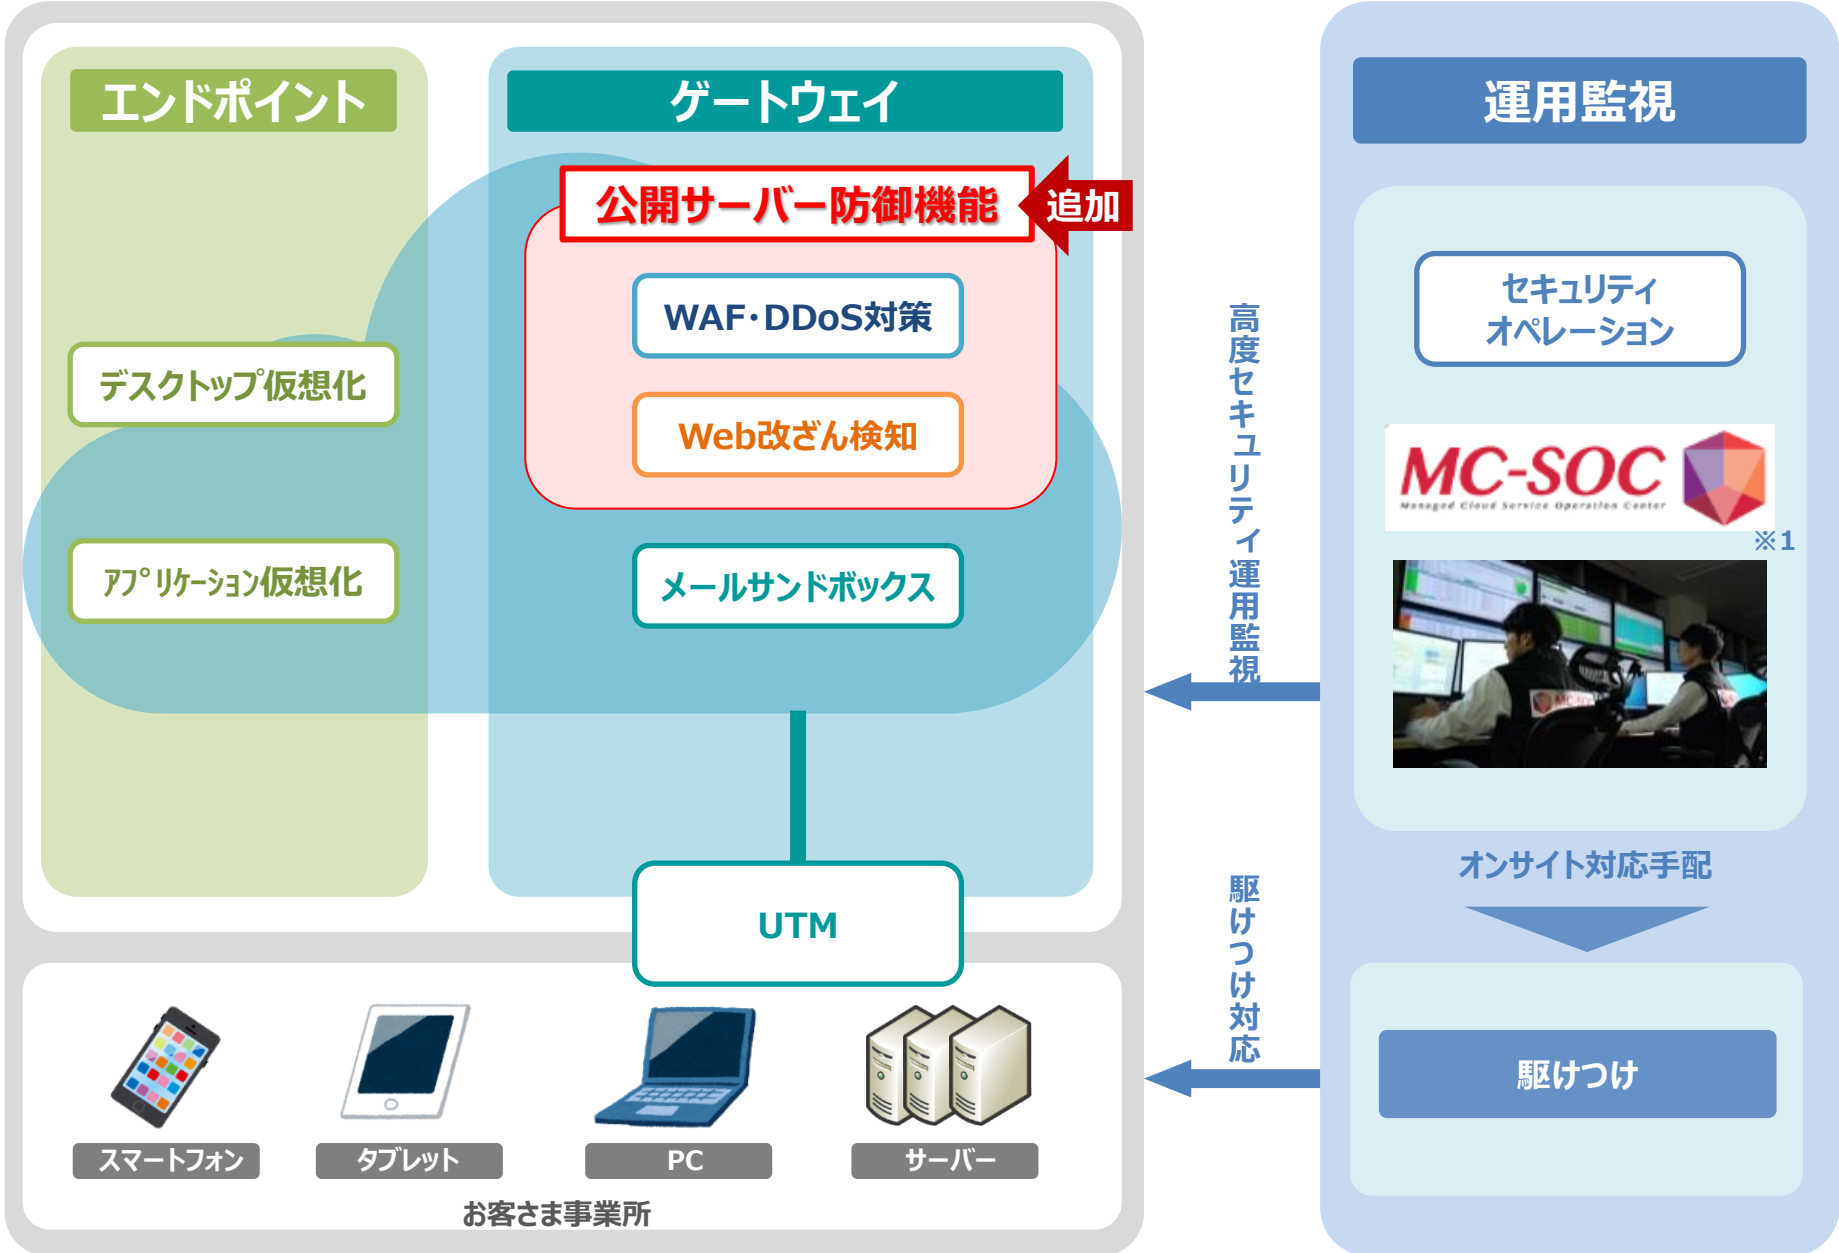 エンドポイント
ゲートウェイ
運用監視
公開サーバー防御機能
追加
WAF・DDoS対策
Web改ざん検知
メールサンドボックス
デスクトップ仮想化
アプリケーション仮想化
UTM
スマートフォン
タブレット
PC
サーバー
お客さま事業所
高度セキュリティ運用監視
駆けつけ対応
セキュリティ
オペレーション
MC-SOC
Managed Cloud Service Operation Center
※1
MC-SOC
オンサイト対応手配
駆けつけ